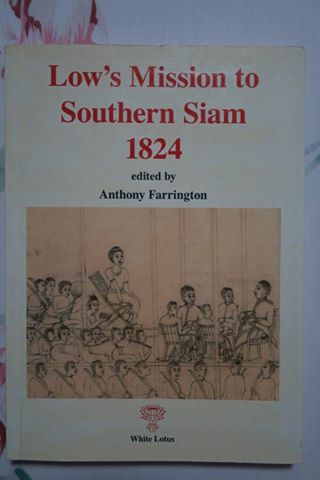 Low's Mission to
Southern Siam
1824
edited by
Anthony Farrington
White Lotus